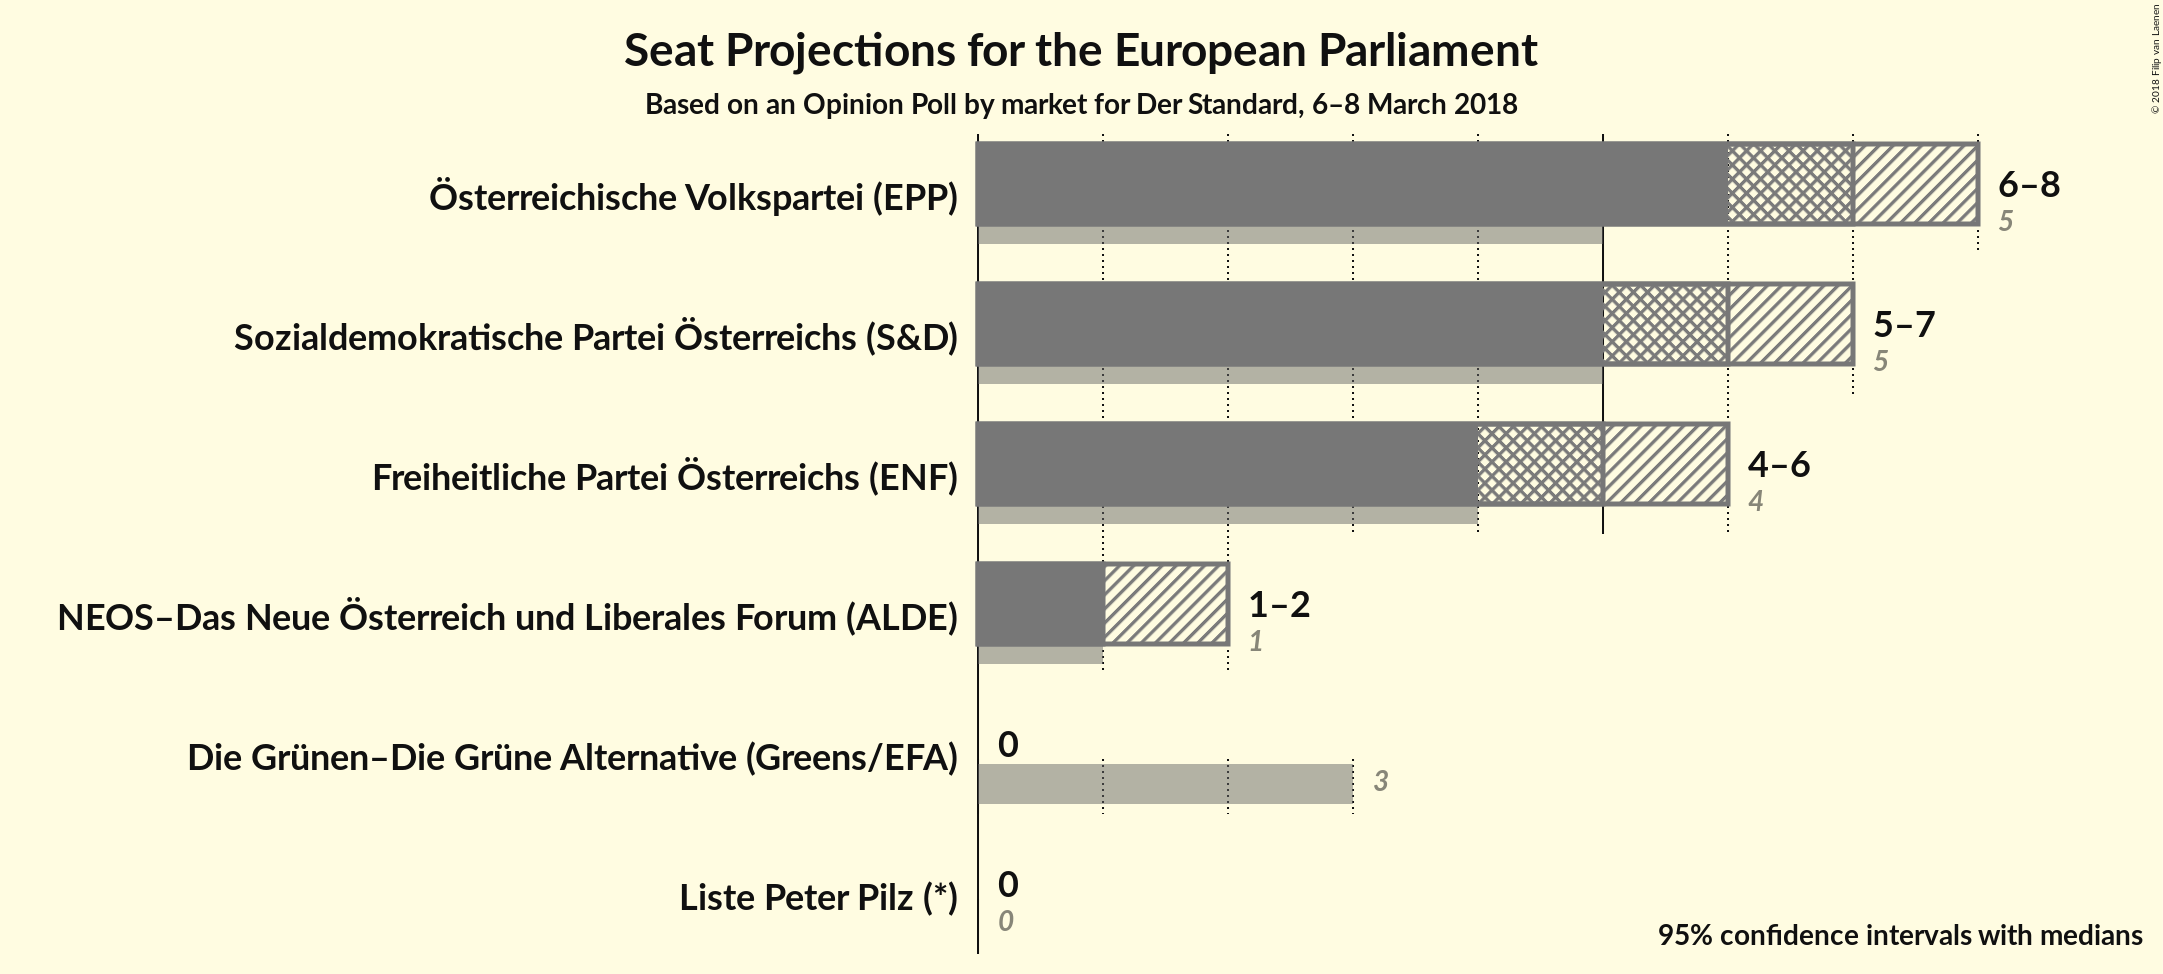 Seat Projections for the European Parliament
Based on an Opinion Poll by market for Der Standard, 6–8 March 2018
© 2018 Filip van Laenen
Österreichische Volkspartei (EPP)
6–8
5
Sozialdemokratische Partei Österreichs (S&D)
5–7
5
Freiheitliche Partei Österreichs (ENF)
4–6
4
NEOS–Das Neue Österreich und Liberales Forum (ALDE)
1–2
1
Die Grünen–Die Grüne Alternative (Greens/EFA)
0
3
Liste Peter Pilz (*)
0
0
95% confidence intervals with medians